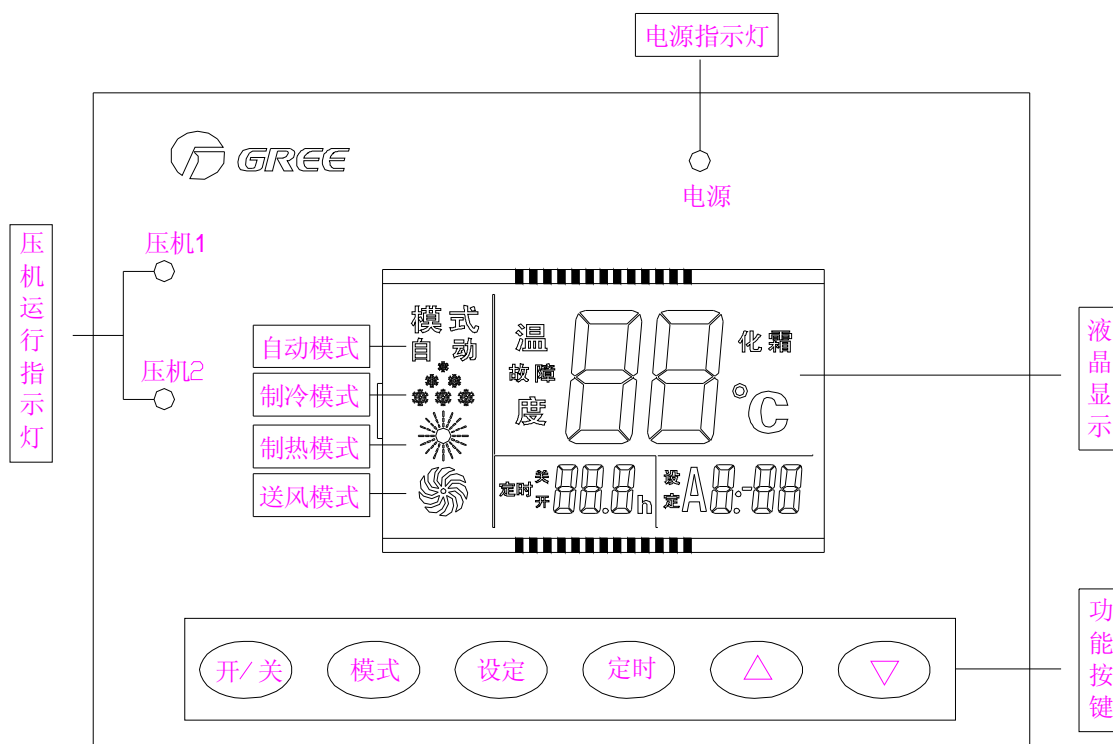 电源指示灯
GREE
电源
压机运行指示灯
压机1
压机2
自动模式
制冷模式
制热模式
送风模式
模式
自动
温度
故障
88
化霜
°C
定时
关
开
88.8h
设定
A8:-88
液晶显示
开/关
模式
设定
定时
△
▽
功能按键